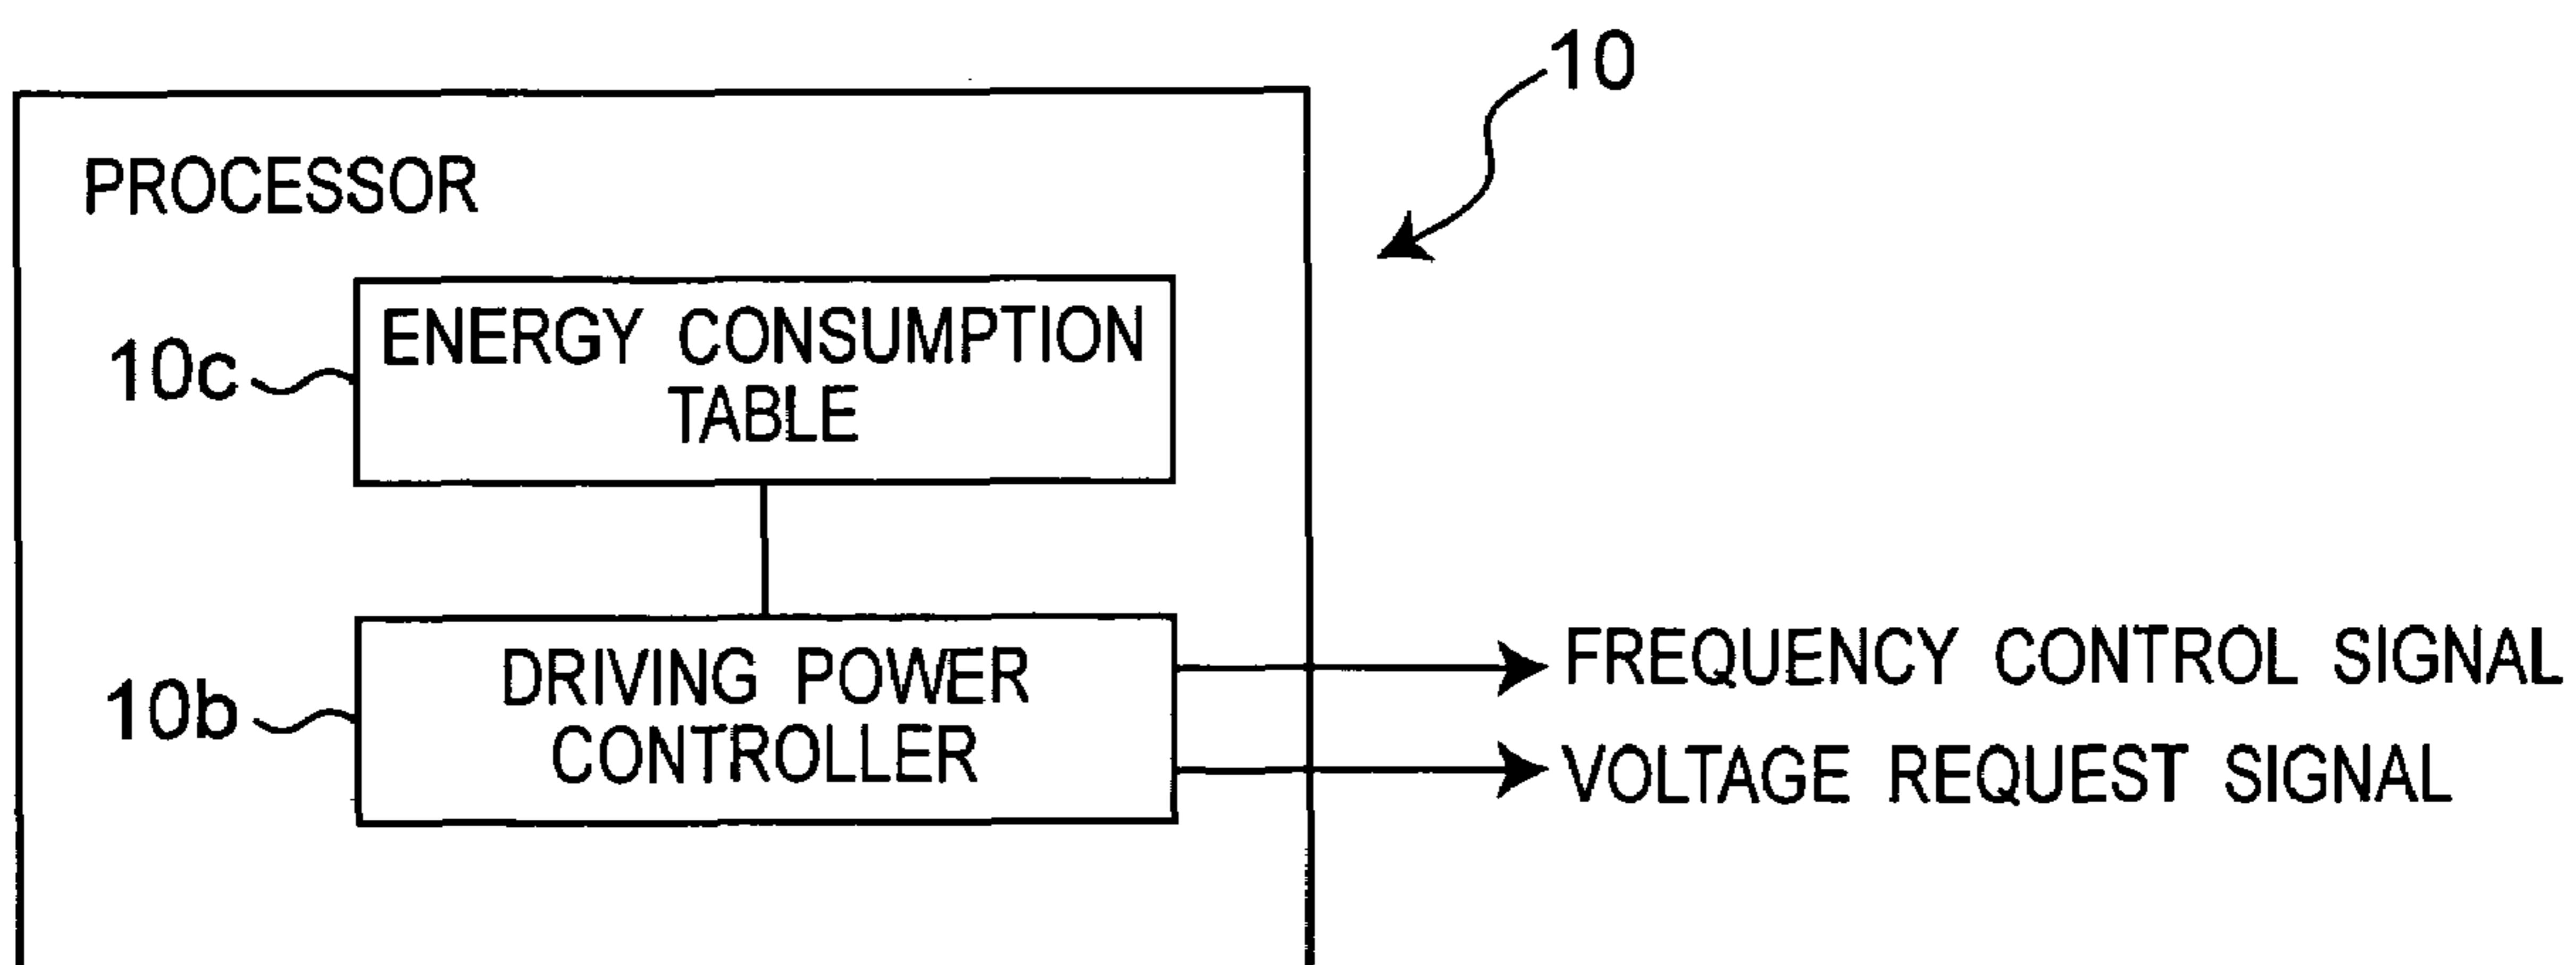 10
PROCESSOR
10c
ENERGY CONSUMPTION
TABLE
10b
DRIVING POWER
CONTROLLER
FREQUENCY CONTROL SIGNAL
VOLTAGE REQUEST SIGNAL